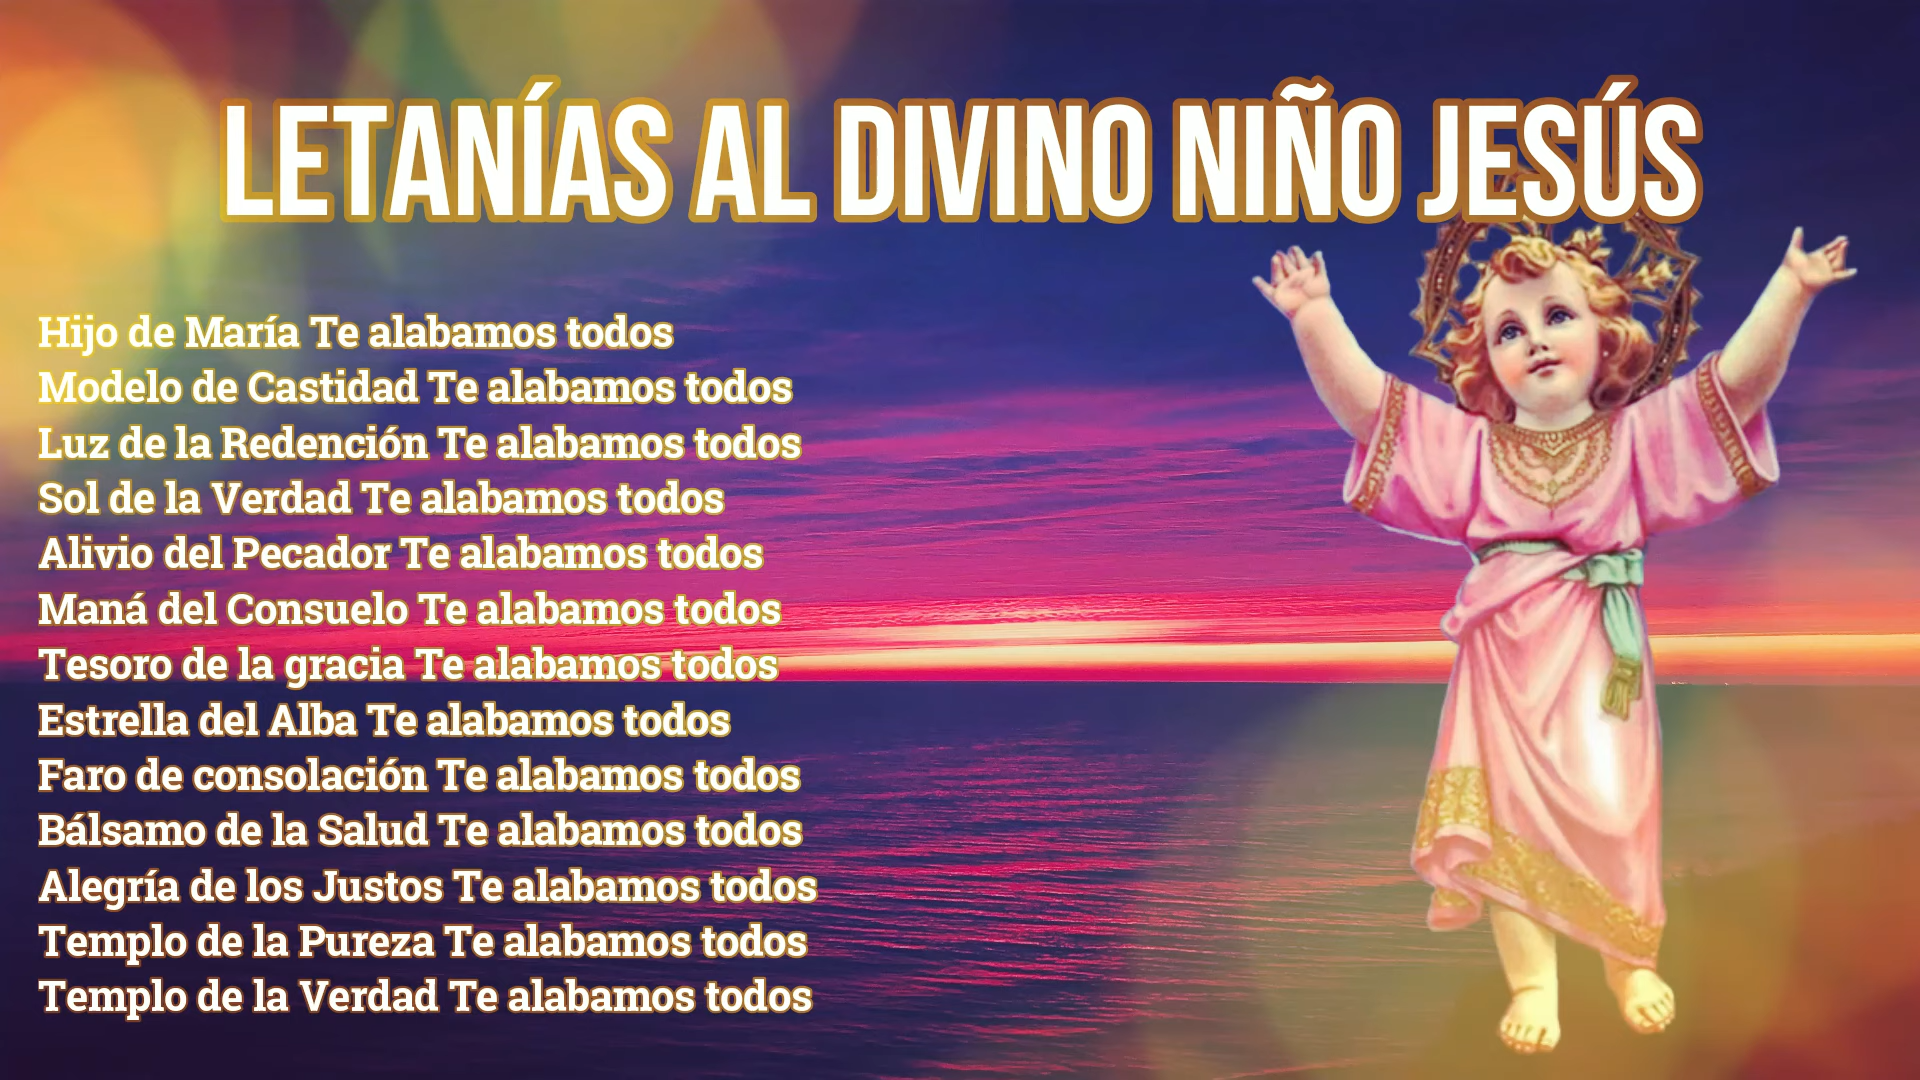 LETANÍAS AL DIVINO NIÑO JESÚS
Hijo de María Te alabamos todos
Modelo de Castidad Te alabamos todos
Luz de la Redención Te alabamos todos
Sol de la Verdad Te alabamos todos
Alivio del Pecador Te alabamos todos
Maná del Consuelo Te alabamos todos
Tesoro de la gracia Te alabamos todos
Estrella del Alba Te alabamos todos
Faro de consolación Te alabamos todos
Bálsamo de la Salud Te alabamos todos
Alegría de los Justos Te alabamos todos
Templo de la Pureza Te alabamos todos
Templo de la Verdad Te alabamos todos